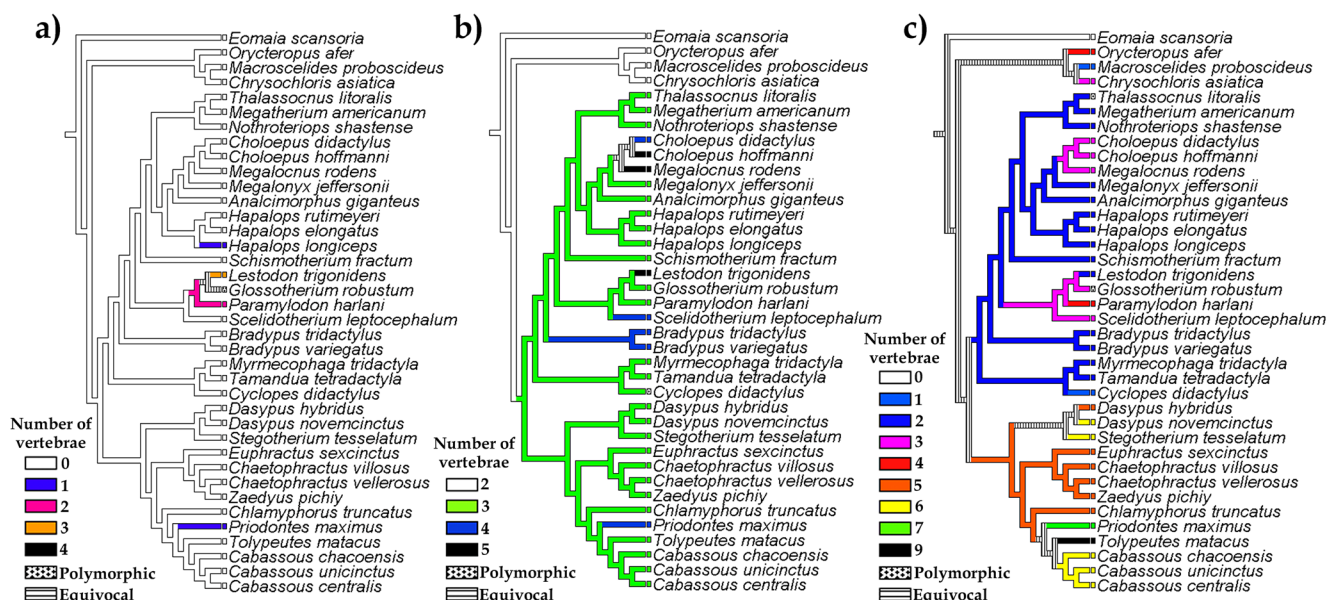 a)
Eomaia scansoria
Orycteropus afer
Macroscelides proboscideus
Chrysochloris asiatica
Thalassocnus litoralis
Megatherium americanum
Nothroteriops shastense
Choloepus didactylus
Choloepus hoffmanni
Megalocnus rodens
Megalonyx jeffersonii
Analcimorphus giganteus
Hapalops rutimeyeri
Hapalops elongatus
Hapalops longiceps
Schismotherium fractum
Lestodon trigonidens
Glossotherium robustum
Paramylodon harlani
Scelidotherium leptocephalum
Bradypus tridactylus
Bradypus variegatus
Myrmecophaga tridactyla
Tamandua tetradactyla
Cyclopes didactylus
Dasypus hybridus
Dasypus novemcinctus
Stegotherium tesselatum
Euphractus sexcinctus
Chaetophractus villosus
Chaetophractus vellerosus
Zaedyus pichiy
Chlamyphorus truncatus
Priodontes maximus
Tolypeutes matacus
Cabassous chacoensis
Cabassous unicinctus
Cabassous centralis
Number of
vertebrae
0
1
2
3
4
Polymorphic
Equivocal
b)
Eomaia scansoria
Orycteropus afer
Macroscelides proboscideus
Chrysochloris asiatica
Thalassocnus litoralis
Megatherium americanum
Nothroteriops shastense
Choloepus didactylus
Choloepus hoffmanni
Megalocnus rodens
Megalonyx jeffersonii
Analcimorphus giganteus
Hapalops rutimeyeri
Hapalops elongatus
Hapalops longiceps
Schismotherium fractum
Lestodon trigonidens
Glossotherium robustum
Paramylodon harlani
Scelidotherium leptocephalum
Bradypus tridactylus
Bradypus variegatus
Myrmecophaga tridactyla
Tamandua tetradactyla
Cyclopes didactylus
Dasypus hybridus
Dasypus novemcinctus
Stegotherium tesselatum
Euphractus sexcinctus
Chaetophractus villosus
Chaetophractus vellerosus
Zaedyus pichiy
Chlamyphorus truncatus
Priodontes maximus
Tolypeutes matacus
Cabassous chacoensis
Cabassous unicinctus
Cabassous centralis
Number of
vertebrae
2
3
4
5
Polymorphic
Equivocal
c)
Eomaia scansoria
Orycteropus afer
Macroscelides proboscideus
Chrysochloris asiatica
Thalassocnus litoralis
Megatherium americanum
Nothroteriops shastense
Choloepus didactylus
Choloepus hoffmanni
Megalocnus rodens
Megalonyx jeffersonii
Analcimorphus giganteus
Hapalops rutimeyeri
Hapalops elongatus
Hapalops longiceps
Schismotherium fractum
Lestodon trigonidens
Glossotherium robustum
Paramylodon harlani
Scelidotherium leptocephalum
Bradypus tridactylus
Bradypus variegatus
Myrmecophaga tridactyla
Tamandua tetradactyla
Cyclopes didactylus
Dasypus hybridus
Dasypus novemcinctus
Stegotherium tesselatum
Euphractus sexcinctus
Chaetophractus villosus
Chaetophractus vellerosus
Zaedyus pichiy
Chlamyphorus truncatus
Priodontes maximus
Tolypeutes matacus
Cabassous chacoensis
Cabassous unicinctus
Cabassous centralis
Number of
vertebrae
0
1
2
3
4
5
6
7
9
Polymorphic
Equivocal